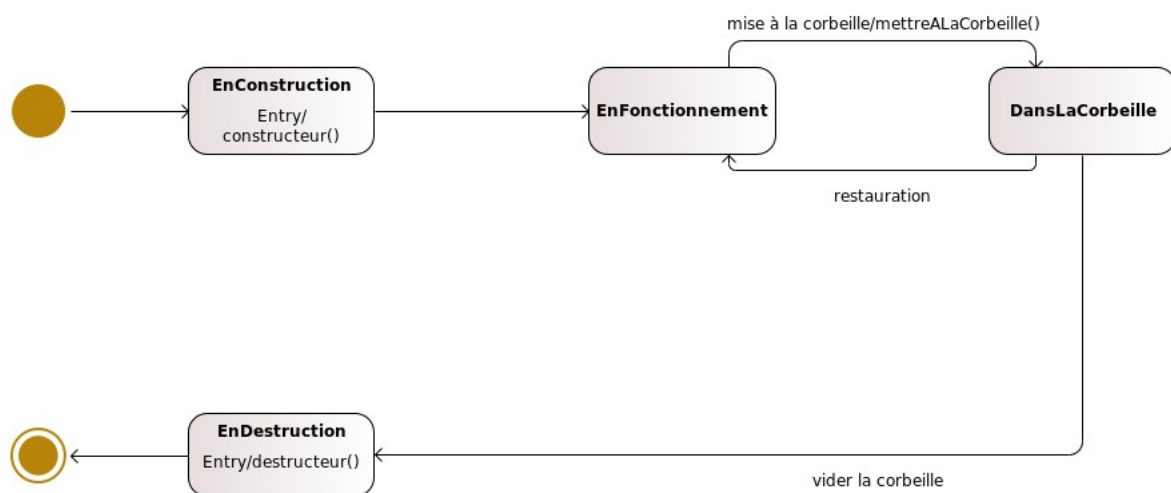 mise à la corbeille/mettreALaCorbeille()
EnConstruction
Entry/
constructeur()
EnFonctionnement
DansLaCorbeille
restauration
EnDestruction
Entry/destructeur()
vider la corbeille